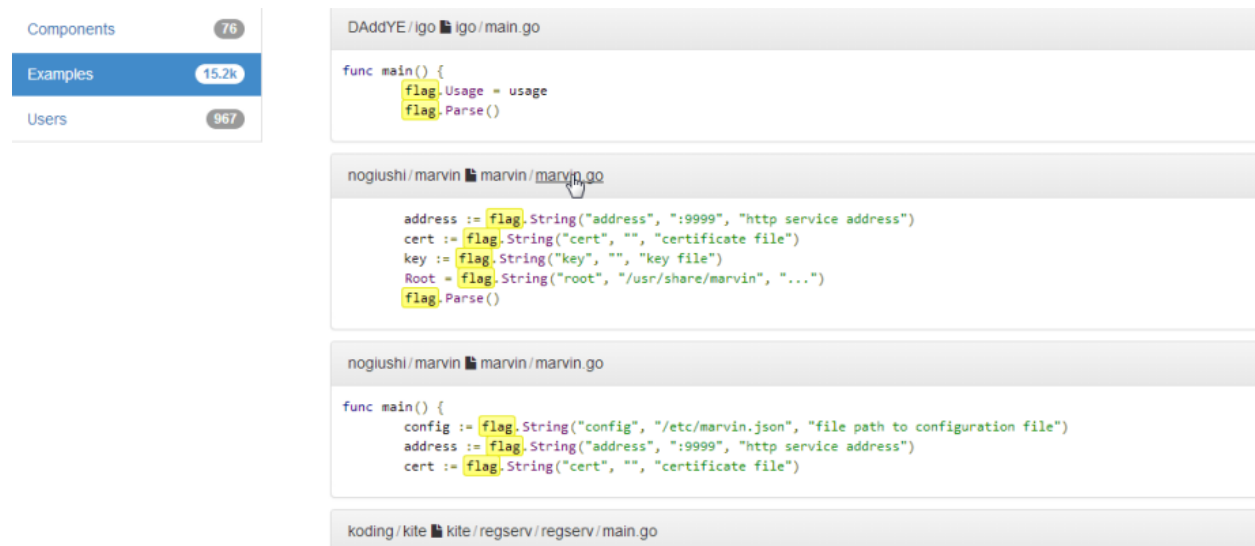 Components 76
Examples 15.2k
Users 967
DAddYE/igo igo/main.go
func main() {
flag.Usage = usage
flag.Parse()
nogiushi/marvin marvin/marvin.go
address := flag.String("address", ":9999", "http service address")
cert := flag.String("cert", "", "certificate file")
key := flag.String("key", "", "key file")
Root = flag.String("root", "/usr/share/marvin", "...")
flag.Parse()
nogiushi/marvin marvin/marvin.go
func main() {
config := flag.String("config", "/etc/marvin.json", "file path to configuration file")
address := flag.String("address", ":9999", "http service address")
cert := flag.String("cert", "", "certificate file")
koding/kite kite/regserv/regserv/main.go